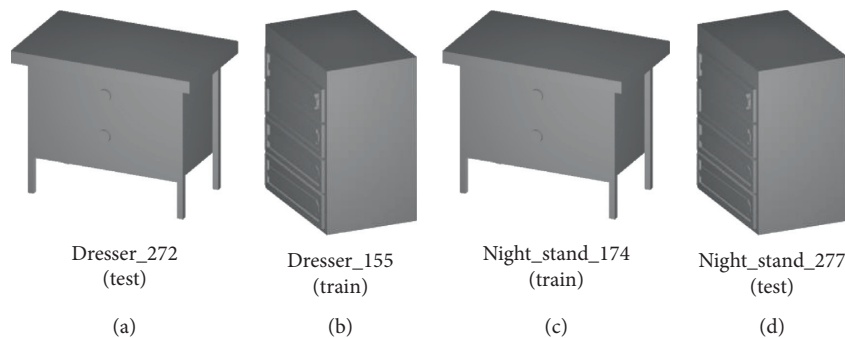 Dresser_272
(test)
(a)
Dresser_155
(train)
(b)
Night_stand_174
(train)
(c)
Night_stand_277
(test)
(d)